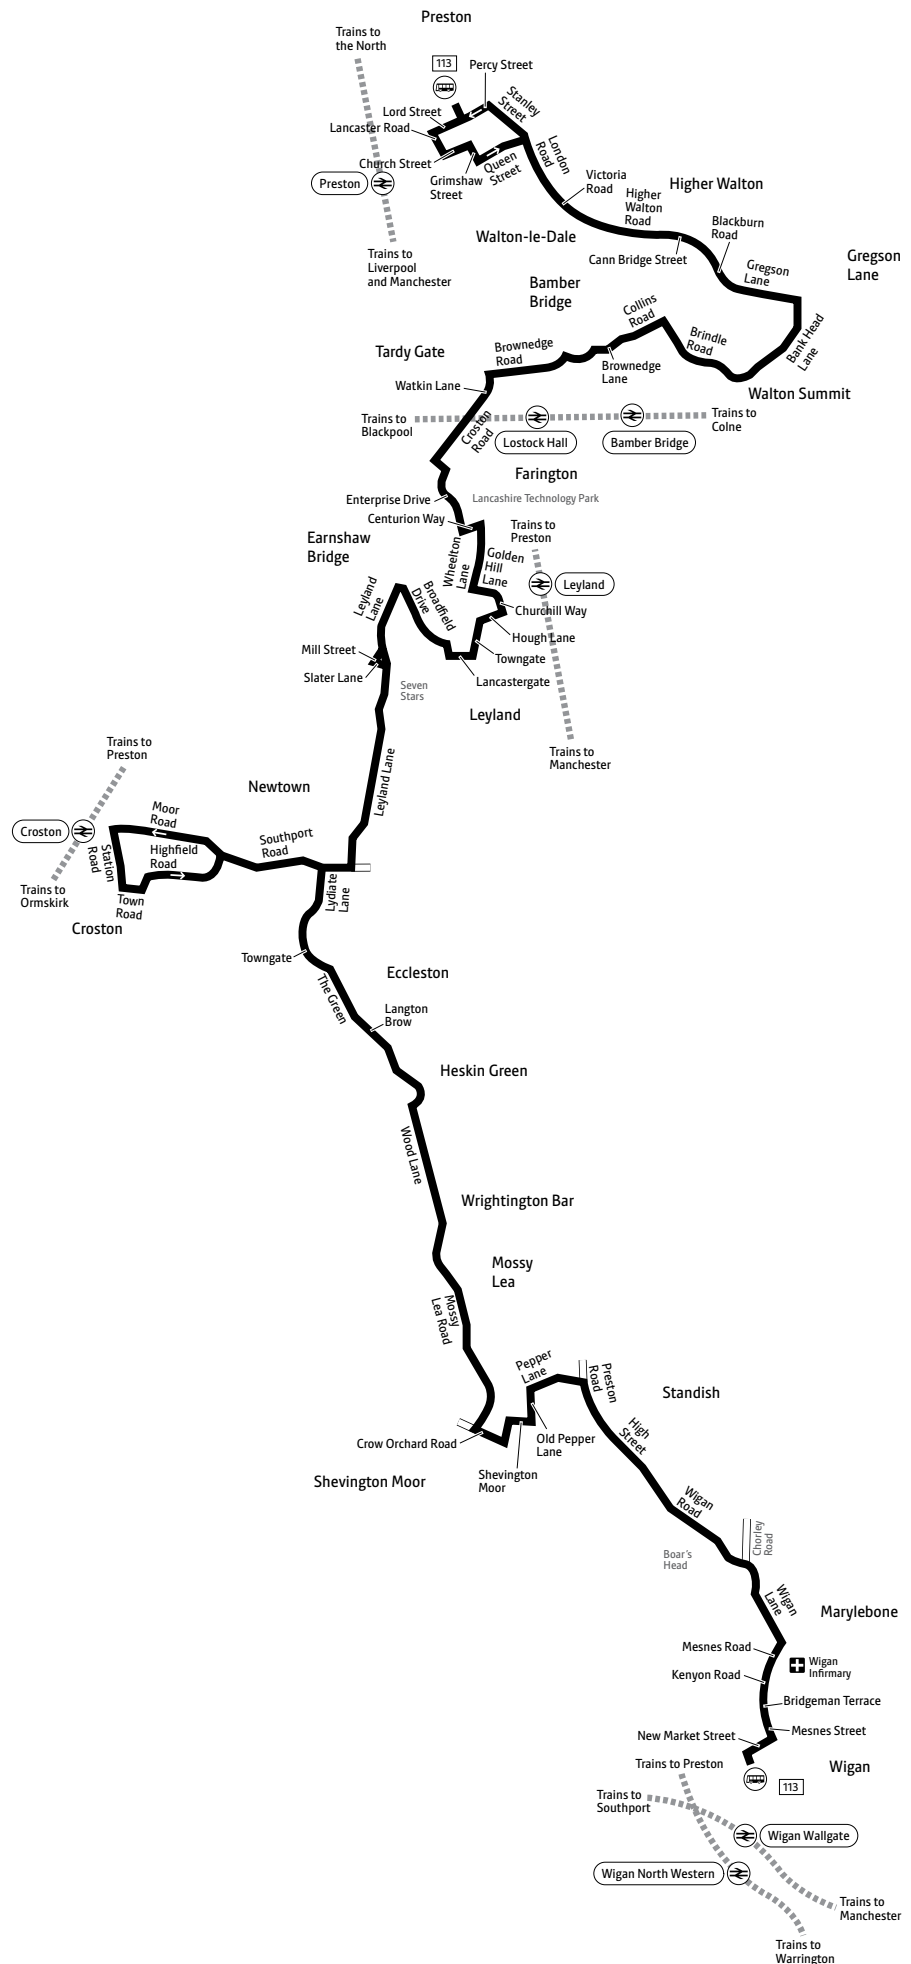 Preston
Trains to
the North
113
Percy Street
Stanley
Street
Lord Street
Lancaster Road
Church Street
Grimshaw
Street
Queen
Street
London
Road
Preston
Victoria
Road
Higher
Walton
Road
Higher Walton
Blackburn
Road
Walton-le-Dale
Cann Bridge Street
Trains to
Liverpool
and Manchester
Gregson
Lane
Gregson
Lane
Bamber
Bridge
Collins
Road
Brindle
Road
Bank Head
Lane
Brownedge
Road
Brownedge
Lane
Tardy Gate
Watkin Lane
Walton Summit
Trains to
Blackpool
Croston
Road
Lostock Hall
Bamber Bridge
Trains to
Colne
Farington
Enterprise Drive
Lancashire Technology Park
Centurion Way
Trains to
Preston
Earnshaw
Bridge
Wheelton
Lane
Golden
Hill
Lane
Leyland
Leyland
Lane
Broadfield
Drive
Churchill Way
Hough Lane
Mill Street
Towngate
Slater Lane
Lancastergate
Seven
Stars
Leyland
Trains to
Manchester
Trains to
Preston
Leyland Lane
Newtown
Moor
Road
Croston
Southport
Road
Highfield
Road
Station
Road
Trains to
Ormskirk
Town
Road
Lydiate
Lane
Croston
Towngate
Eccleston
The Green
Langton
Brow
Heskin Green
Wood Lane
Wrightington Bar
Mossy
Lea
Mossy
Lea Road
Pepper
Lane
Preston
Road
Standish
High
Street
Crow Orchard Road
Old Pepper
Lane
Shevington
Moor
Shevington Moor
Wigan
Road
Chorley
Road
Boar's
Head
Wigan
Lane
Marylebone
Mesnes Road
Wigan
Infirmary
Kenyon Road
Bridgeman Terrace
New Market Street
Mesnes Street
Trains to Preston
Wigan
113
Trains to
Southport
Wigan Wallgate
Wigan North Western
Trains to
Manchester
Trains to
Warrington